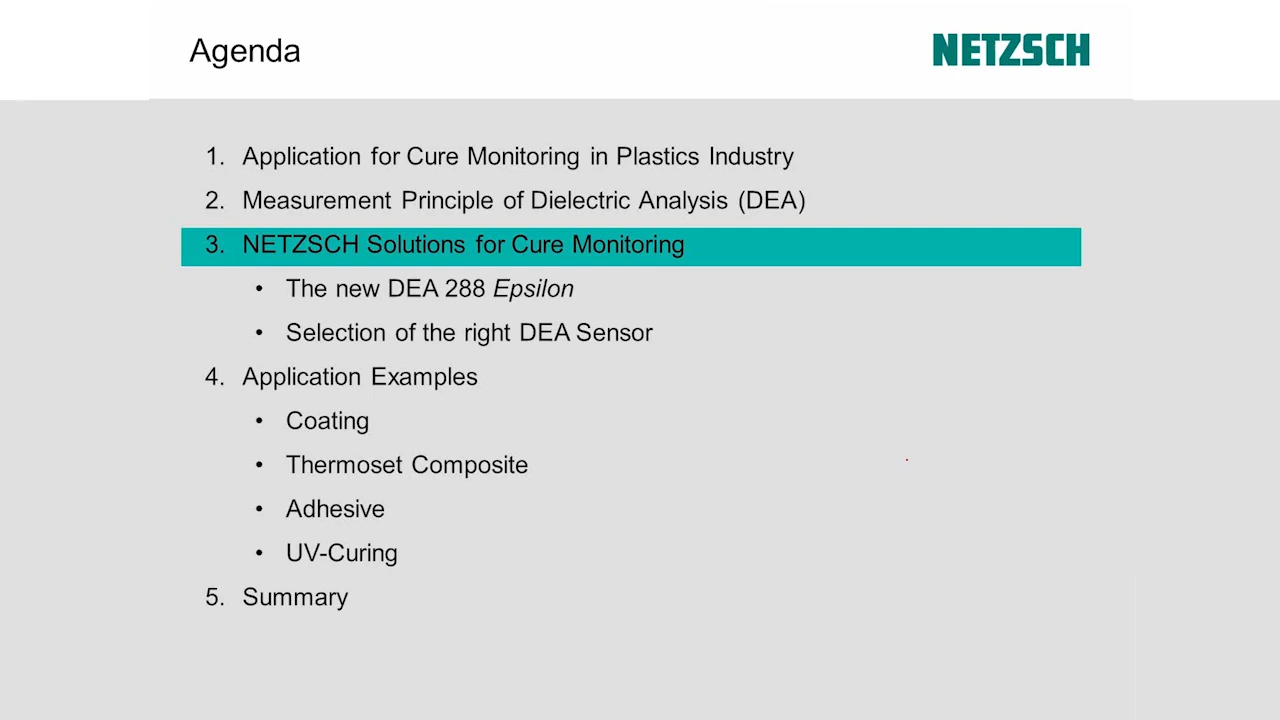 Agenda
NETZSCH
1. Application for Cure Monitoring in Plastics Industry
2. Measurement Principle of Dielectric Analysis (DEA)
3. NETZSCH Solutions for Cure Monitoring
• The new DEA 288 Epsilon
• Selection of the right DEA Sensor
4. Application Examples
• Coating
• Thermoset Composite
• Adhesive
• UV-Curing
5. Summary